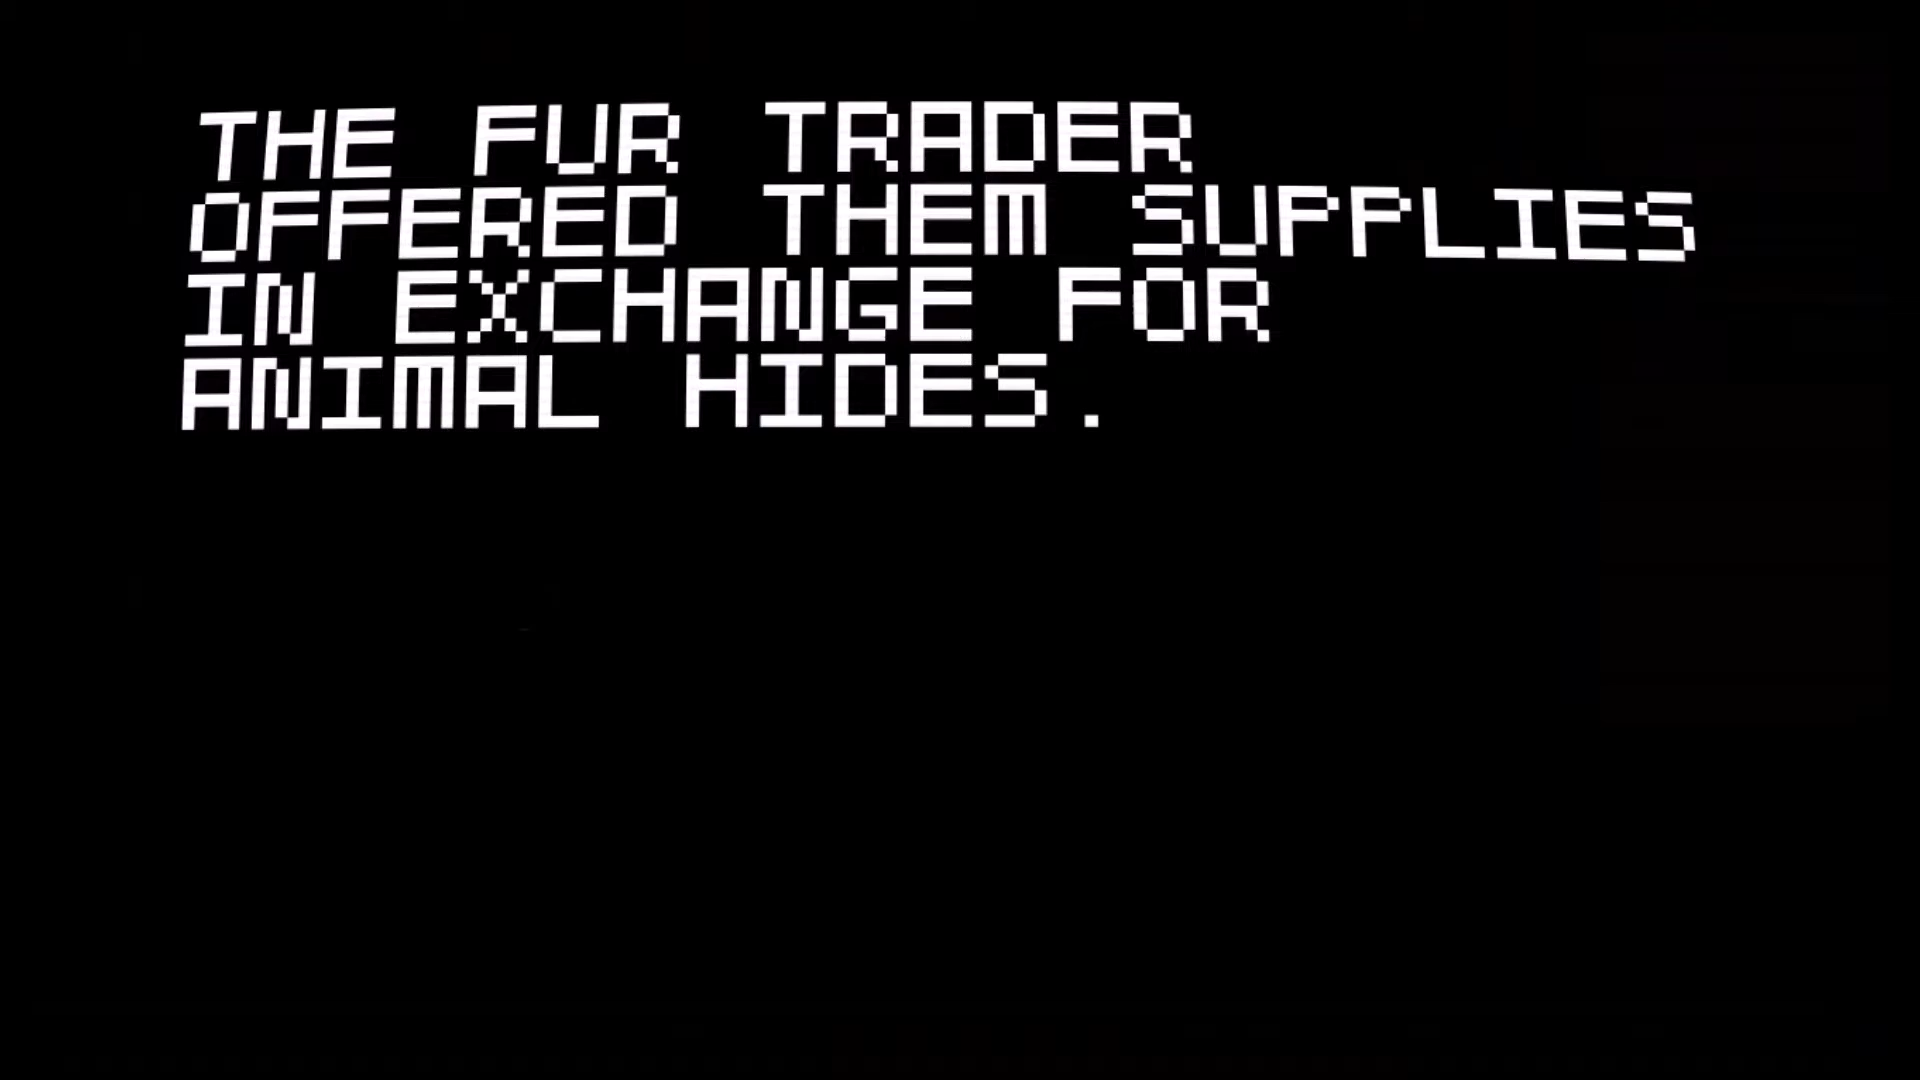 THE FUR TRADER
OFFERED THEM SUPPLIES
IN EXCHANGE FOR
ANIMAL HIDES.